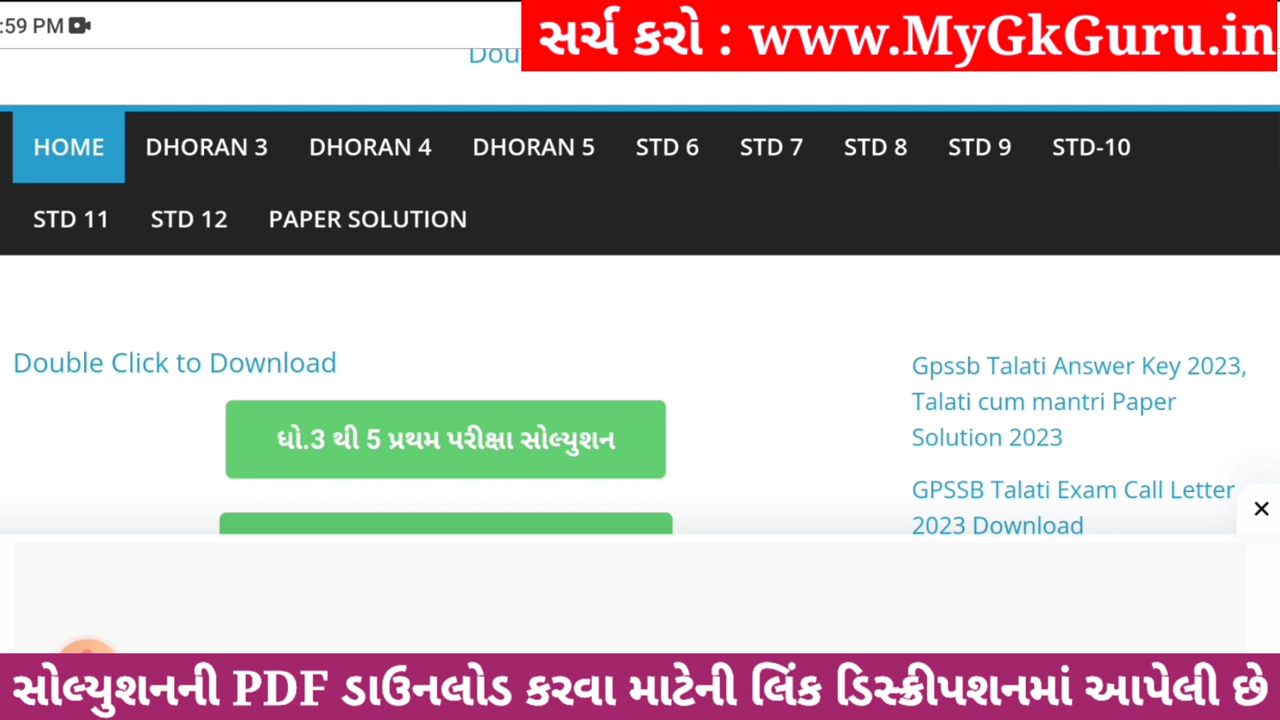 :59 PM
સર્ચ કરો : www.MyGkGuru.in
Dou
HOME DHORAN 3 DHORAN 4 DHORAN 5 STD 6 STD 7 STD 8 STD 9 STD-10
STD 11 STD 12 PAPER SOLUTION
Double Click to Download
ધો.3 થી 5 પ્રથમ પરીક્ષા સોલ્યુશન
Gpssb Talati Answer Key 2023,
Talati cum mantri Paper
Solution 2023
GPSSB Talati Exam Call Letter
2023 Download
સોલ્યુશનની PDF ડાઉનલોડ કરવા માટેની લિંક ડિસ્ક્રીપશનમાં આપેલી છે